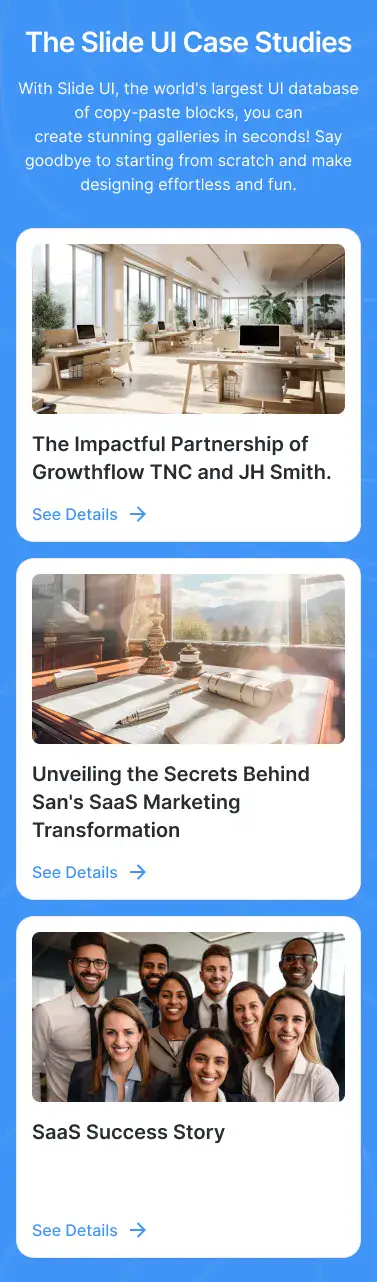 The Slide UI Case Studies
With Slide UI, the world's largest UI database
of copy-paste blocks, you can
create stunning galleries in seconds! Say
goodbye to starting from scratch and make
designing effortless and fun.
The Impactful Partnership of
Growthflow TNC and JH Smith.
See Details
Unveiling the Secrets Behind
San's SaaS Marketing
Transformation
See Details
SaaS Success Story
See Details